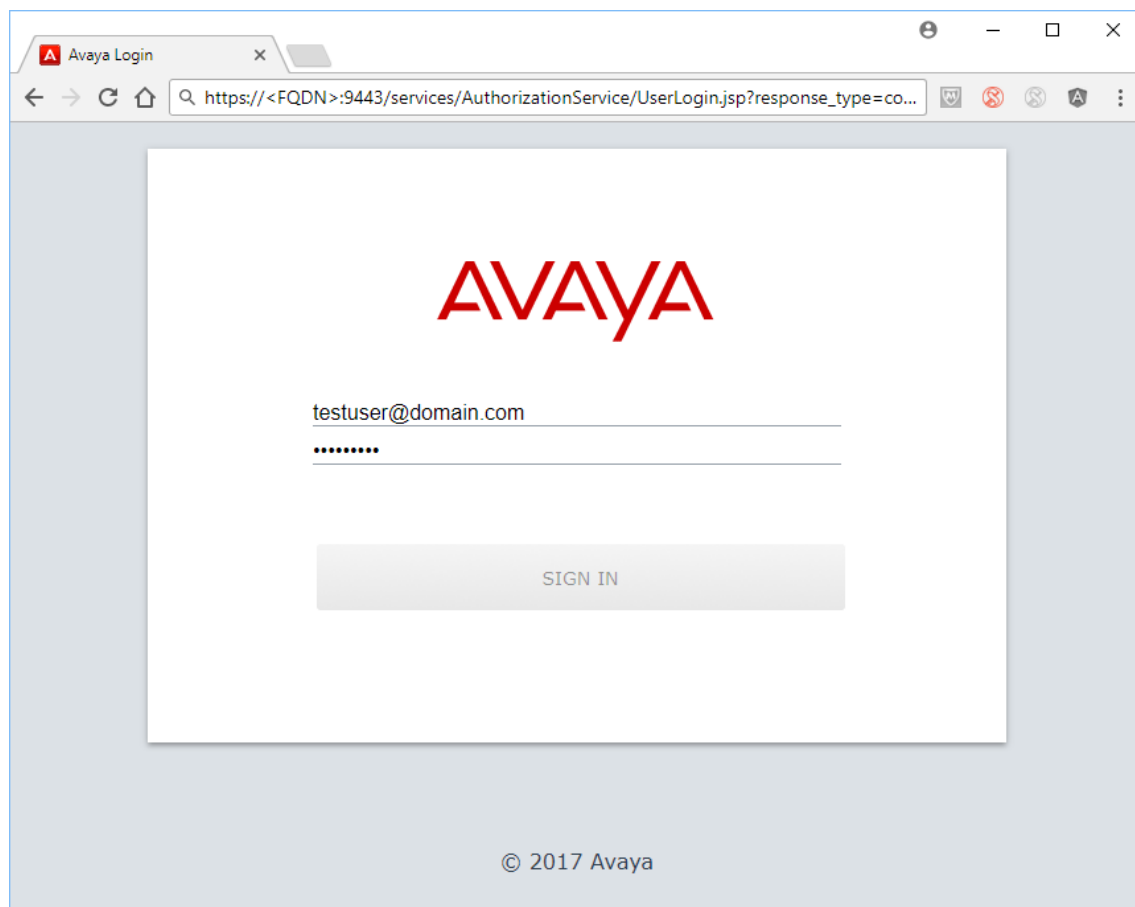 Avaya Login
https://<FQDN>:9443/services/AuthorizationService/UserLogin.jsp?response_type=co...
AVAYA
testuser@domain.com
•••••••••
SIGN IN
© 2017 Avaya